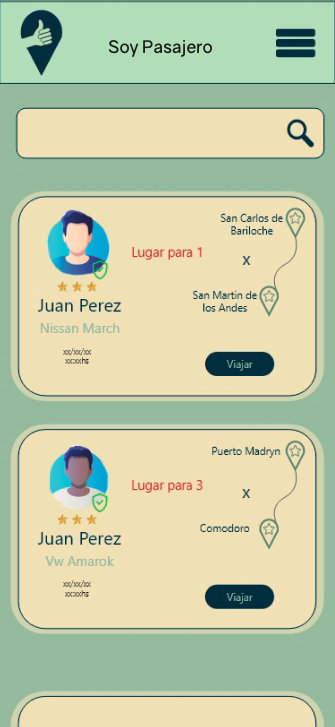 Soy Pasajero
Lugar para 1
San Carlos de
Bariloche
x
San Martin de
los Andes
Juan Perez
Nissan March
xx/xx/xx
xx:xxhs
Viajar
Lugar para 3
Puerto Madryn
x
Comodoro
Juan Perez
Vw Amarok
xx/xx/xx
xx:xxhs
Viajar